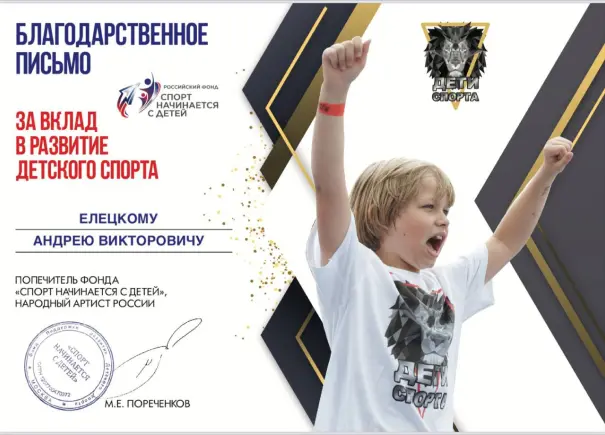 БЛАГОДАРСТВЕННОЕ
ПИСЬМО
РОССИЙСКИЙ ФОНД
СПОРТ
НАЧИНАЕТСЯ
С ДЕТЕЙ
ЗА ВКЛАД
В РАЗВИТИЕ
ДЕТСКОГО СПОРТА
ДЕТИ
СПОРТА
ЕЛЕЦКОМУ
АНДРЕЮ ВИКТОРОВИЧУ
ПОПЕЧИТЕЛЬ ФОНДА
«СПОРТ НАЧИНАЕТСЯ С ДЕТЕЙ»,
НАРОДНЫЙ АРТИСТ РОССИИ
«СПОРТ
НАЧИНАЕТСЯ
С ДЕТЕЙ»
М.Е. ПОРЕЧЕНКОВ
ДЕТИ
СПОРТА